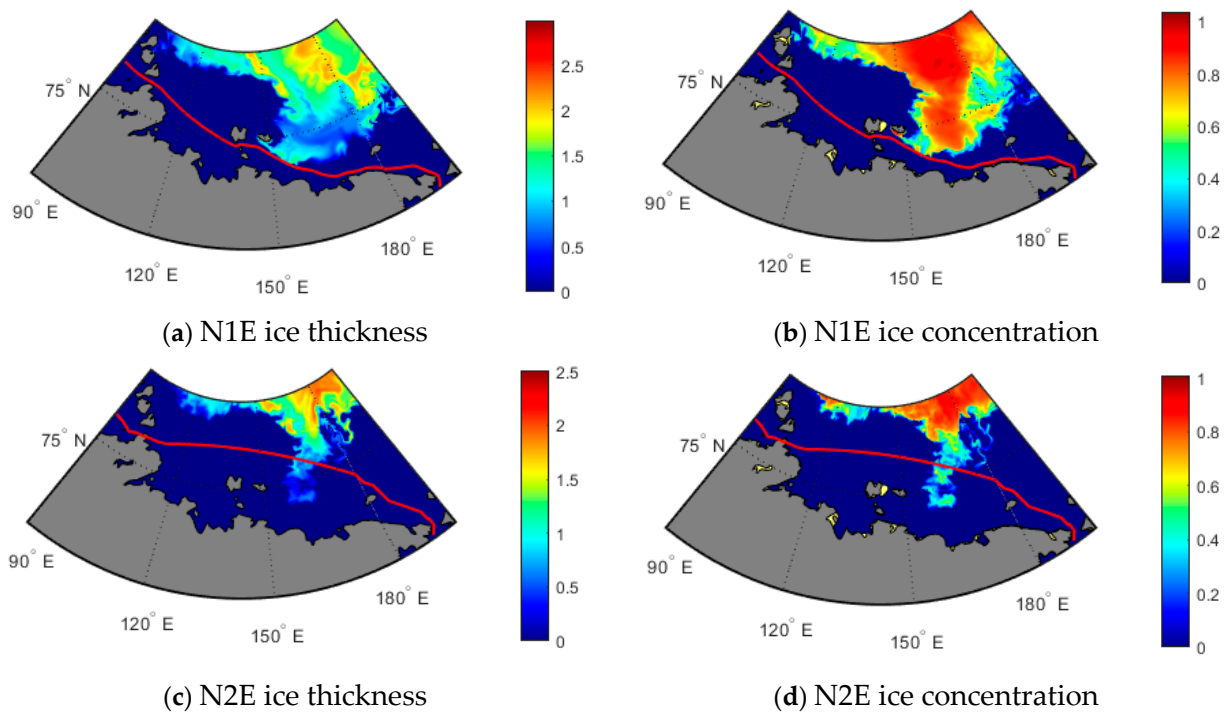 75° N
90° E
120° E
150° E
180° E
2.5
2
1.5
1
0.5
0
(a) N1E ice thickness
75° N
90° E
120° E
150° E
180° E
1
0.8
0.6
0.4
0.2
0
(b) N1E ice concentration
75° N
90° E
120° E
150° E
180° E
2.5
2
1.5
1
0.5
0
(c) N2E ice thickness
75° N
90° E
120° E
150° E
180° E
1
0.8
0.6
0.4
0.2
0
(d) N2E ice concentration